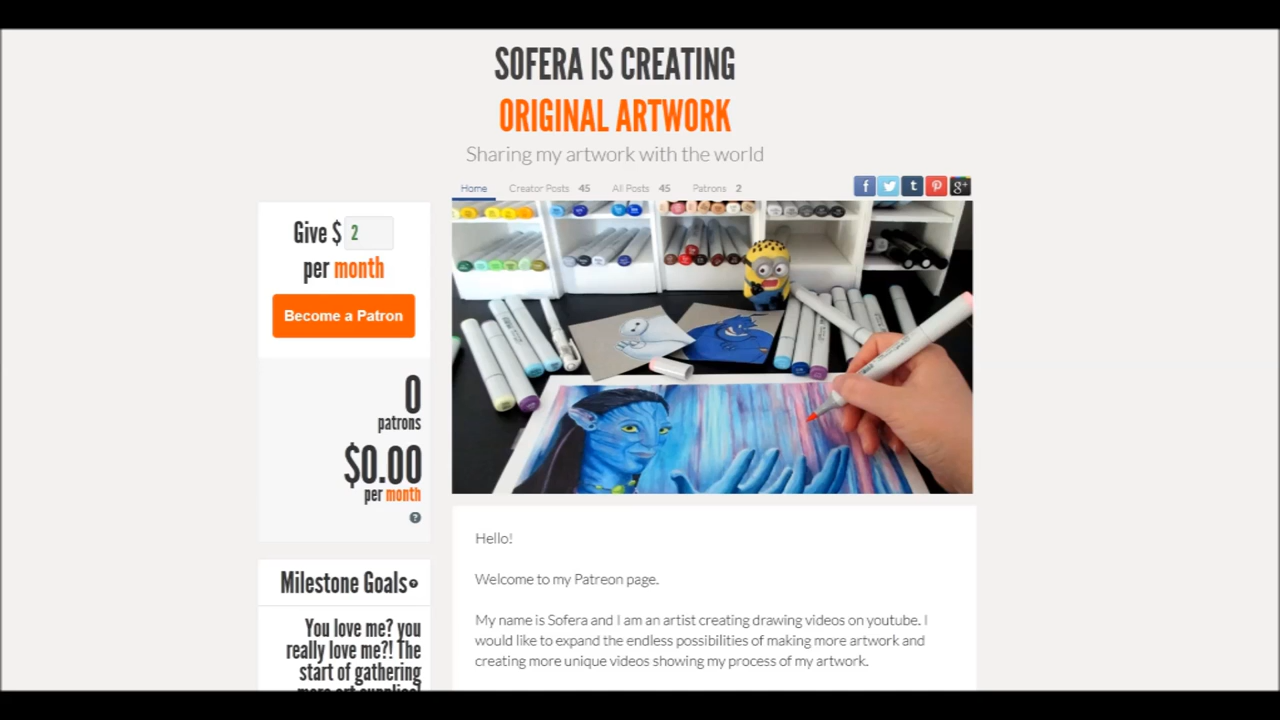 SOFERA IS CREATING
ORIGINAL ARTWORK
Sharing my artwork with the world
Home Creator Posts 45 All Posts 45 Patrons 2
Give $ 2
per month
Become a Patron
0
patrons
$0.00
per month
Milestone Goals
You love me? you
really love me?! The
start of gathering
more art supplies!
Hello!
Welcome to my Patreon page.
My name is Sofera and I am an artist creating drawing videos on youtube. I
would like to expand the endless possibilities of making more artwork and
creating more unique videos showing my process of my artwork.